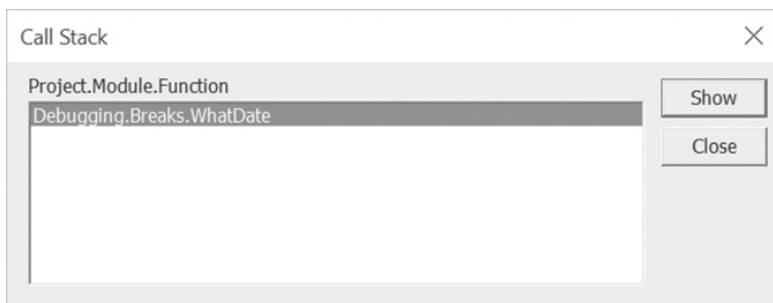 Call Stack
Project.Module.Function
Debugging.Breaks.WhatDate
Show
Close